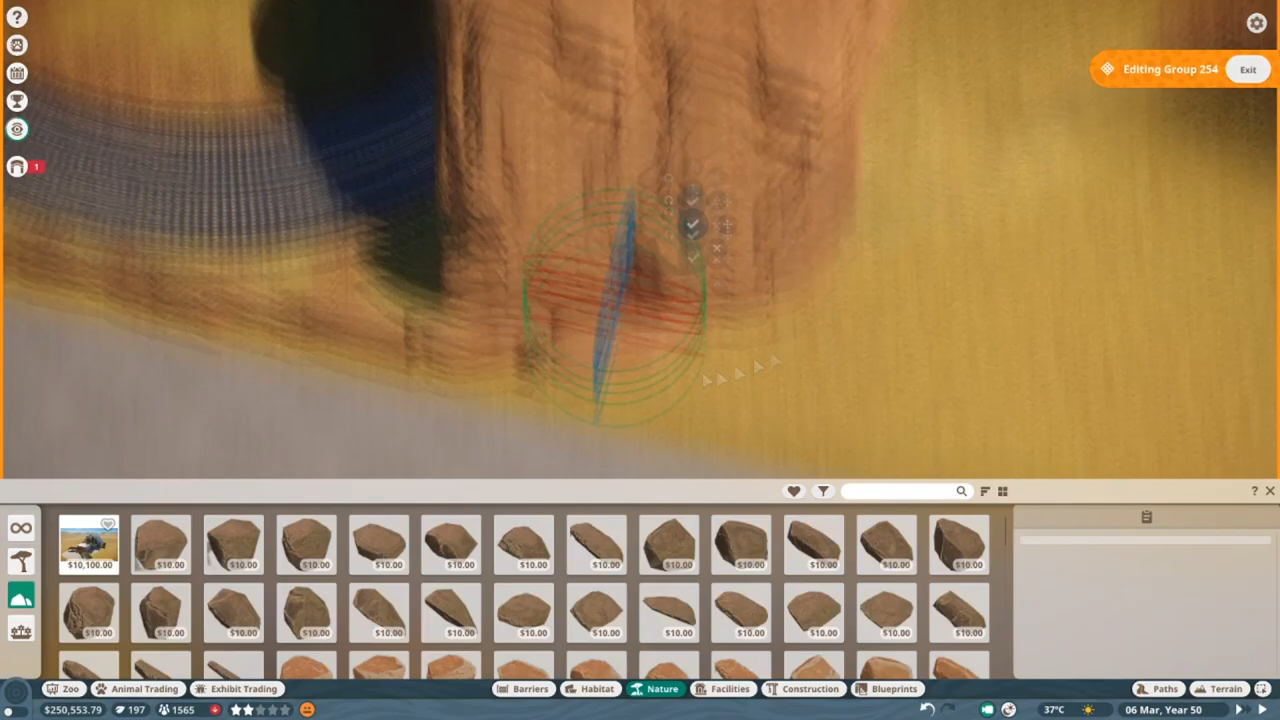 ?
Editing Group 254
Exit
1
? ×
$10,100.00 $10.00 $10.00 $10.00 $10.00 $10.00 $10.00 $10.00 $10.00 $10.00 $10.00 $10.00 $10.00
$10.00 $10.00 $10.00 $10.00 $10.00 $10.00 $10.00 $10.00 $10.00 $10.00 $10.00 $10.00 $10.00
Zoo Animal Trading Exhibit Trading Barriers Habitat Nature Facilities Construction Blueprints Paths Terrain
$250,553.79 197 1565 37°C 06 Mar, Year 50